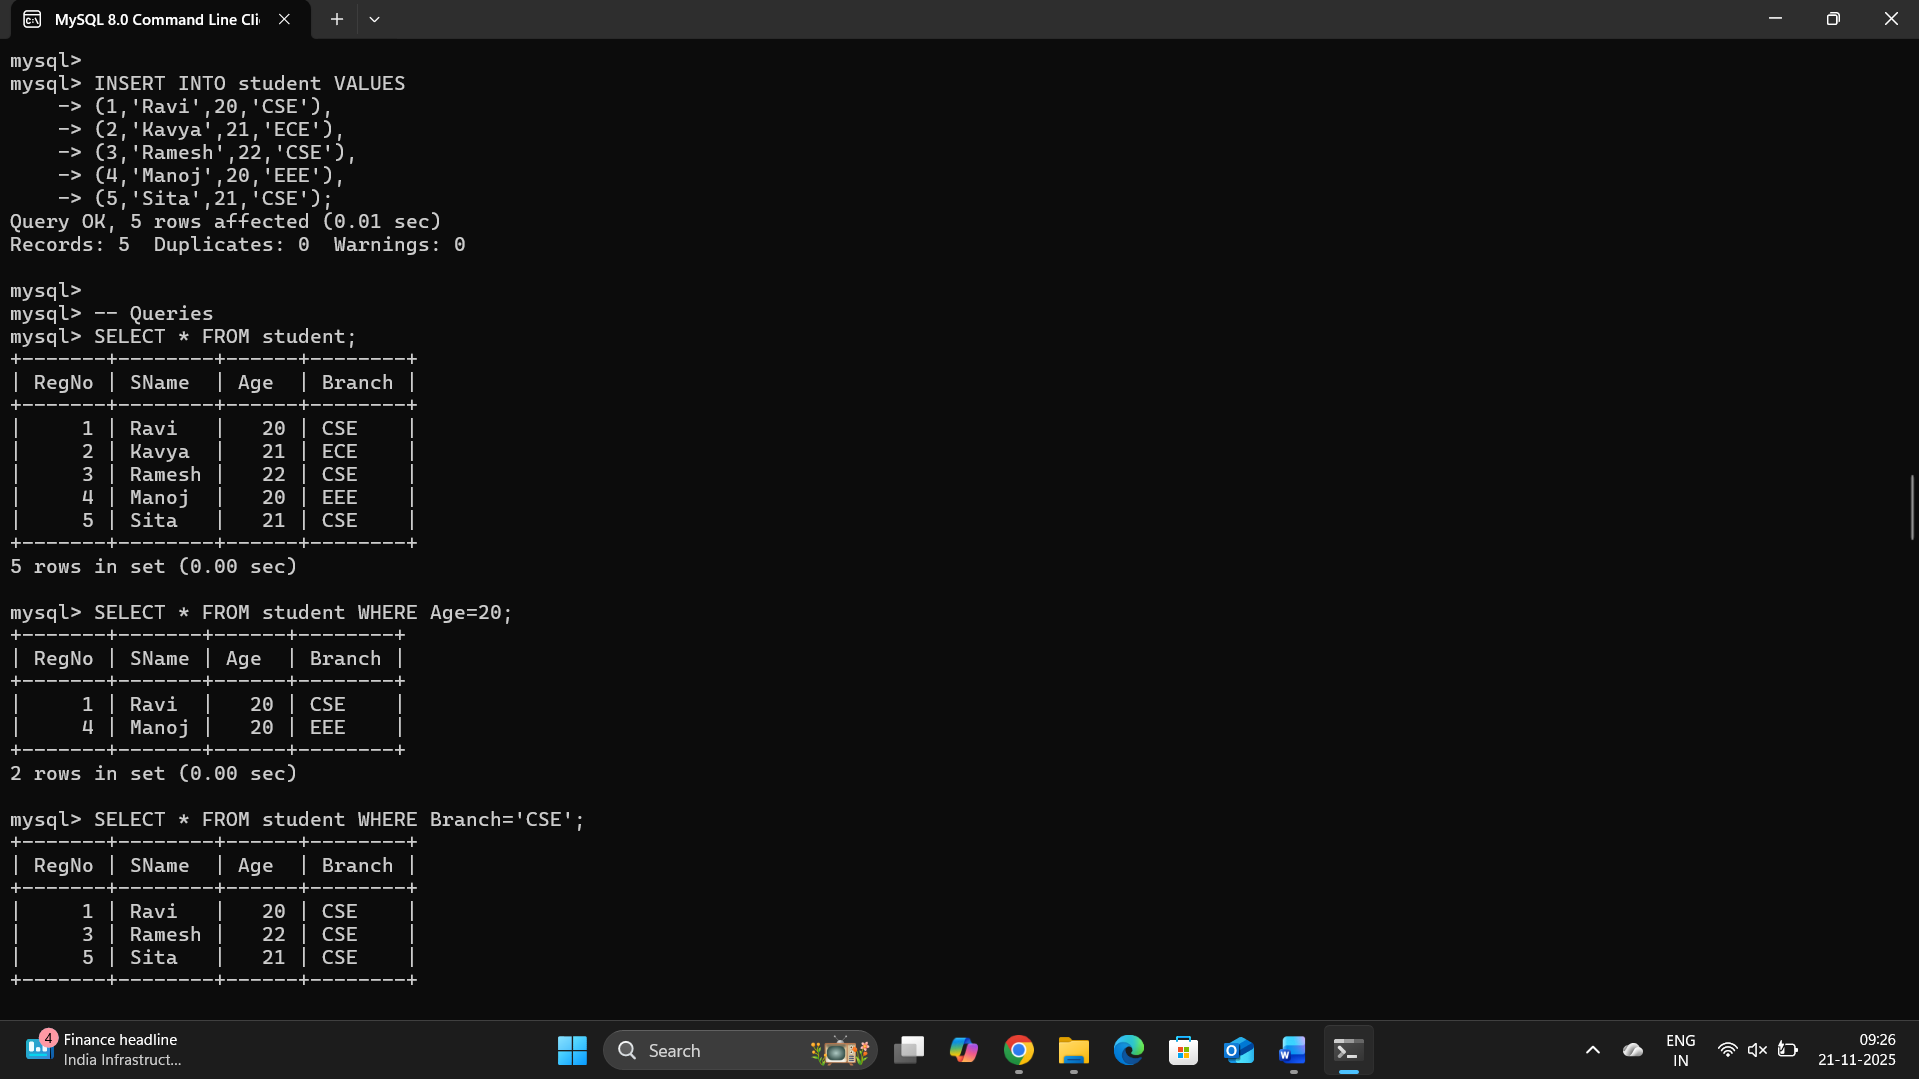 MySQL 8.0 Command Line Cli
mysql>
mysql> INSERT INTO student VALUES
    -> (1,'Ravi',20,'CSE'),
    -> (2,'Kavya',21,'ECE'),
    -> (3,'Ramesh',22,'CSE'),
    -> (4,'Manoj',20,'EEE'),
    -> (5,'Sita',21,'CSE');
Query OK, 5 rows affected (0.01 sec)
Records: 5  Duplicates: 0  Warnings: 0
mysql>
mysql> -- Queries
mysql> SELECT * FROM student;
+-------+--------+------+--------+
| RegNo | SName  | Age  | Branch |
+-------+--------+------+--------+
|     1 | Ravi   |   20 | CSE    |
|     2 | Kavya  |   21 | ECE    |
|     3 | Ramesh |   22 | CSE    |
|     4 | Manoj  |   20 | EEE    |
|     5 | Sita   |   21 | CSE    |
+-------+--------+------+--------+
5 rows in set (0.00 sec)
mysql> SELECT * FROM student WHERE Age=20;
+-------+-------+------+--------+
| RegNo | SName | Age  | Branch |
+-------+-------+------+--------+
|     1 | Ravi  |   20 | CSE    |
|     4 | Manoj |   20 | EEE    |
+-------+-------+------+--------+
2 rows in set (0.00 sec)
mysql> SELECT * FROM student WHERE Branch='CSE';
+-------+--------+------+--------+
| RegNo | SName  | Age  | Branch |
+-------+--------+------+--------+
|     1 | Ravi   |   20 | CSE    |
|     3 | Ramesh |   22 | CSE    |
|     5 | Sita   |   21 | CSE    |
+-------+--------+------+--------+
4
Finance headline
India Infrastruct...
Search
ENG
IN
09:26
21-11-2025